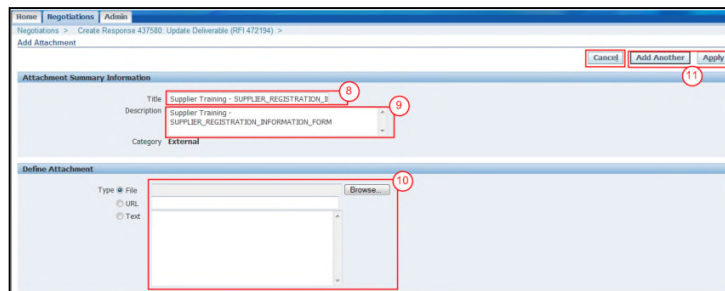 Home Negotiations Admin
Negotiations > Create Response 437580: Update Deliverable (RFI 472194) >
Add Attachment
Cancel Add Another Apply
11
Attachment Summary Information
Title Supplier Training - SUPPLIER_REGISTRATION_I
8
Description Supplier Training -
SUPPLIER_REGISTRATION_INFORMATION_FORM
9
Category External
Define Attachment
Type File Browse...
10
URL
Text